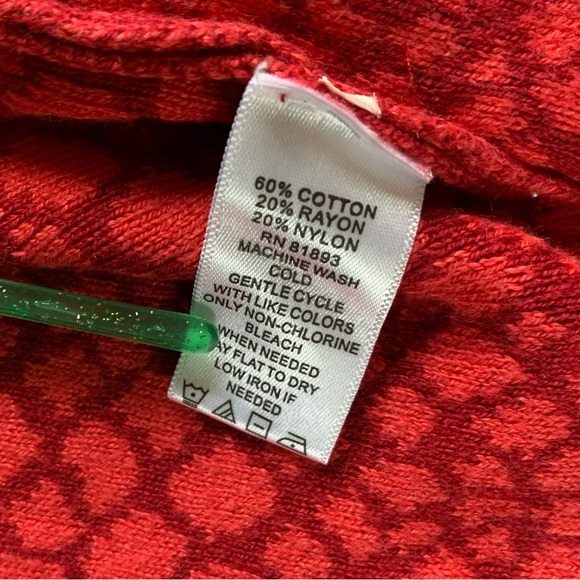 60% COTTON
20% RAYON
20% NYLON
RN 81893
MACHINE WASH
COLD
GENTLE CYCLE
WITH LIKE COLORS
ONLY NON-CHLORINE
BLEACH
WHEN NEEDED
AY FLAT TO DRY
LOW IRON IF
NEEDED